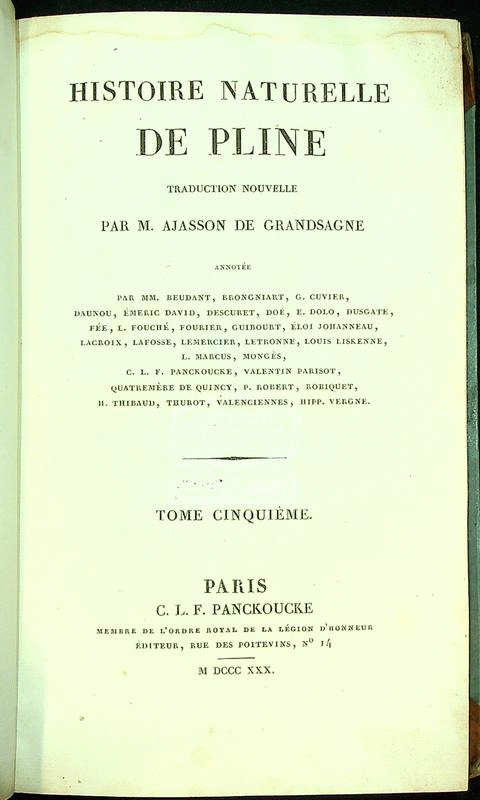 HISTOIRE NATURELLE
DE PLINE
TRADUCTION NOUVELLE
PAR M. AJASSON DE GRANDSAGNE
ANNOTÉE
PAR MM. BEUDANT, BRONGNIART, G. CUVIER,
DAUNOU, ÉMERIC DAVID, DESCURET, DOÉ, E. DOLO, DUSGATE,
FÉE, L. FOUCHÉ, FOURIER, GUIBOURT, ÉLOI JOHANNEAU,
LACROIX, LAFOSSE, LEMERCIER, LETRONNE, LOUIS LISKENNE,
L. MARCUS, MONGÈS,
C. L. F. PANCKOUCKE, VALENTIN PARISOT,
QUATREMÈRE DE QUINCY, P. ROBERT, ROBIQUET,
H. THIBAUD, THUROT, VALENCIENNES, HIPP. VERGNE.
TOME CINQUIÈME.
PARIS
C. L. F. PANCKOUCKE
MEMBRE DE L'ORDRE ROYAL DE LA LÉGION D'HONNEUR
ÉDITEUR, RUE DES POITEVINS, Nº 14
M DCCC XXX.